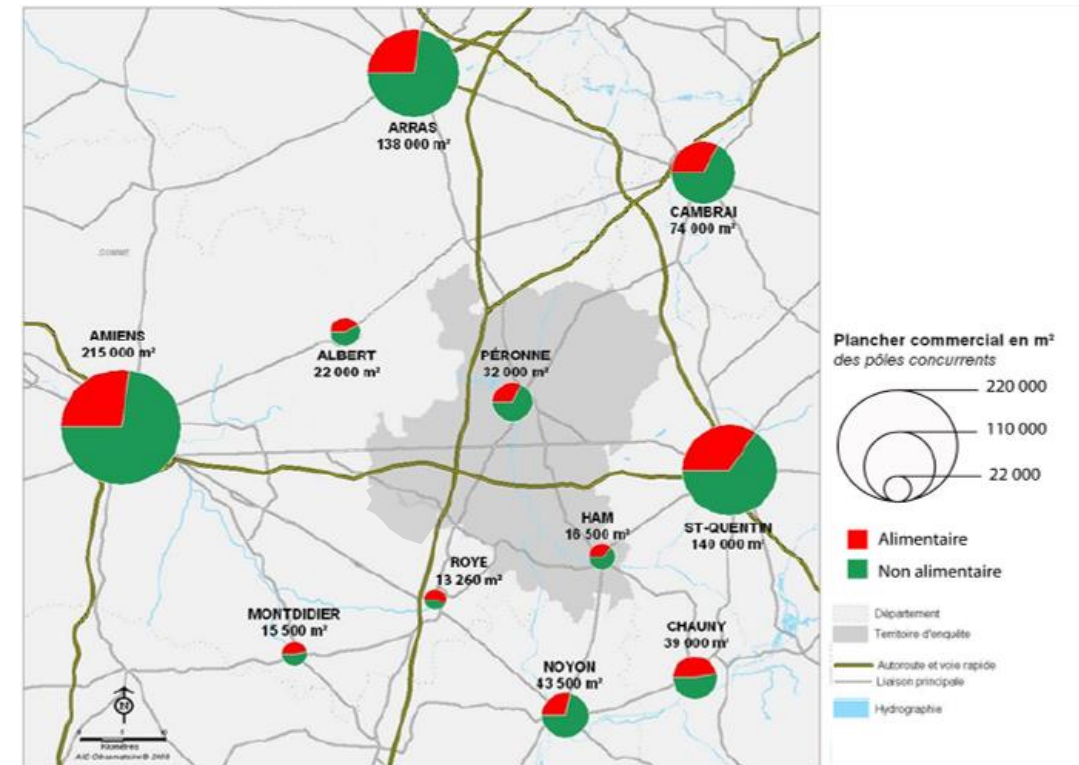 ARRAS
138 000 m²
CAMBRAI
74 000 m²
SOMME
AMIENS
215 000 m²
ALBERT
22 000 m²
PÉRONNE
32 000 m²
HAM
16 500 m²
ST-QUENTIN
140 000 m²
ROYE
13 260 m²
MONTDIDIER
15 500 m²
CHAUNY
39 000 m²
NOYON
43 500 m²
N
Kilomètres
Plancher commercial en m²
des pôles concurrents
220 000
110 000
22 000
Alimentaire
Non alimentaire
Département
Territoire d'enquête
Autoroute et voie rapide
Liaison principale
Hydrographie